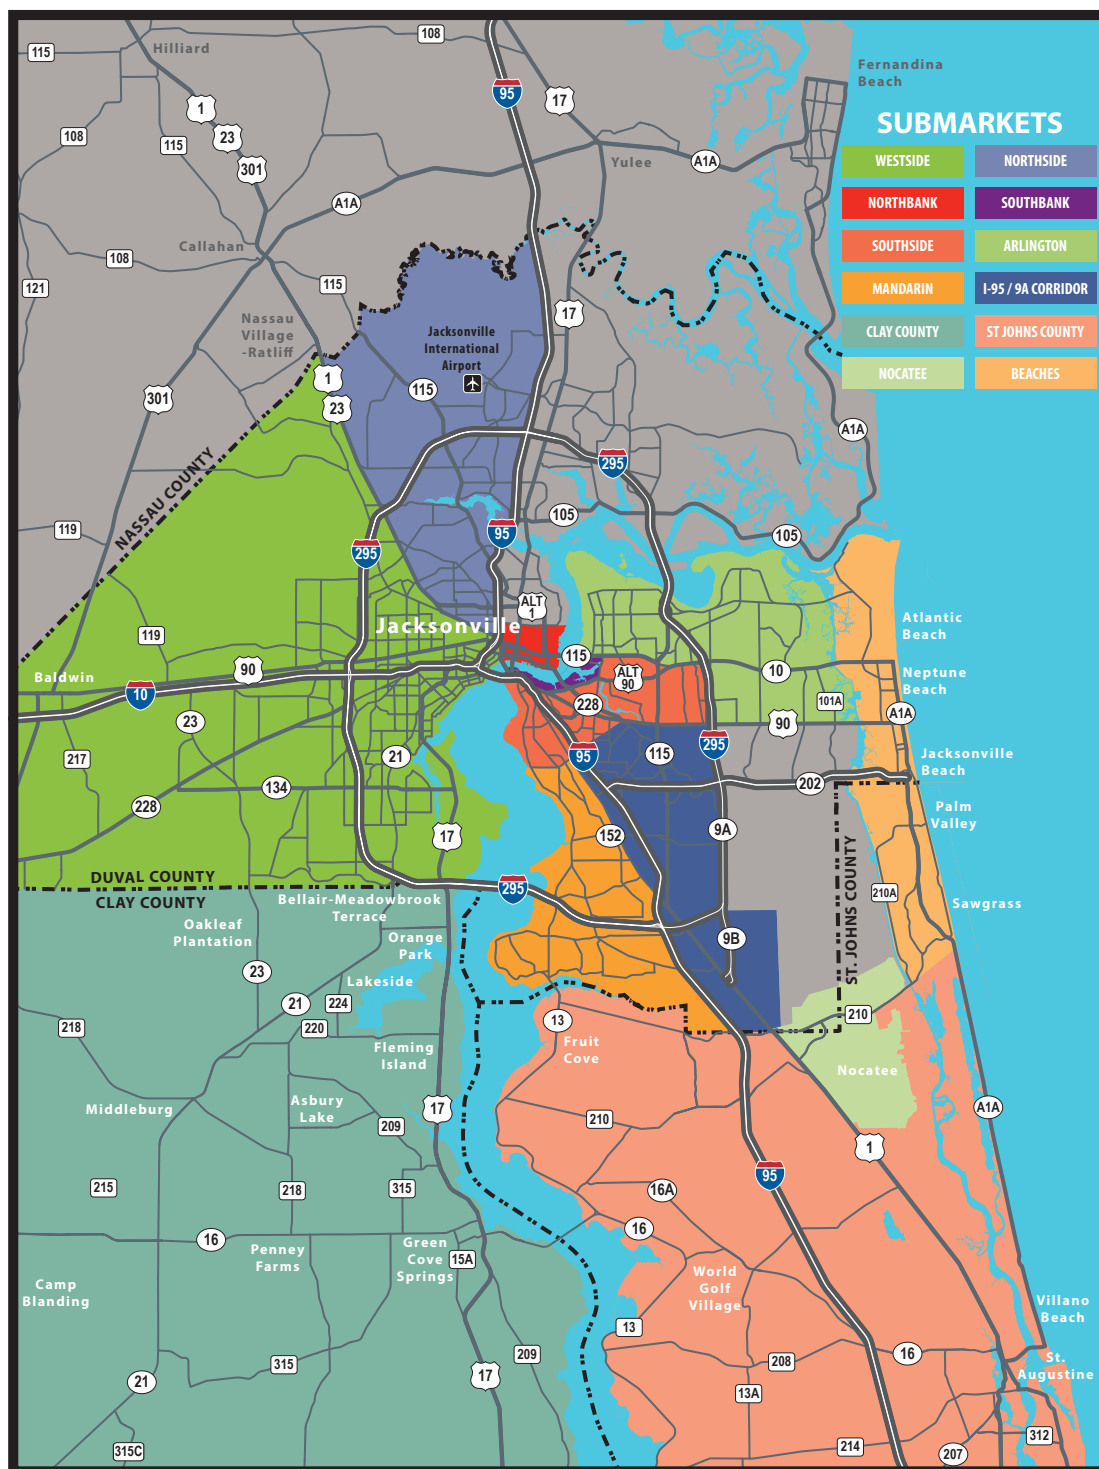 108
115
Hilliard
Fernandina
Beach
95
17
1
SUBMARKETS
108
115
23
301
Yulee
A1A
WESTSIDE
NORTHSIDE
A1A
NORTHBANK
SOUTHBANK
Callahan
108
SOUTHSIDE
ARLINGTON
121
115
MANDARIN
I-95 / 9A CORRIDOR
Nassau
Village
-Ratliff
17
Jacksonville
International
Airport
CLAY COUNTY
ST JOHNS COUNTY
1
NOCATEE
BEACHES
301
23
115
A1A
295
NASSAU COUNTY
119
105
95
105
295
ALT
1
Atlantic
Beach
Jacksonville
119
115
90
Baldwin
ALT
90
10
Neptune
Beach
10
101A
23
228
90
A1A
217
21
95
115
295
Jacksonville
Beach
134
202
228
17
152
9A
Palm
Valley
DUVAL COUNTY
CLAY COUNTY
295
Bellair-Meadowbrook
Terrace
210A
Sawgrass
Oakleaf
Plantation
Orange
Park
9B
ST. JOHNS COUNTY
23
Lakeside
21
224
218
220
13
210
Fleming
Island
Fruit
Cove
Nocatee
Middleburg
Asbury
Lake
17
209
210
A1A
1
215
218
315
16A
95
16
16
Penney
Farms
Green
Cove
Springs
15A
World
Golf
Village
Camp
Blanding
Villano
Beach
13
315
209
208
16
St.
Augustine
21
17
13A
315C
214
207
312